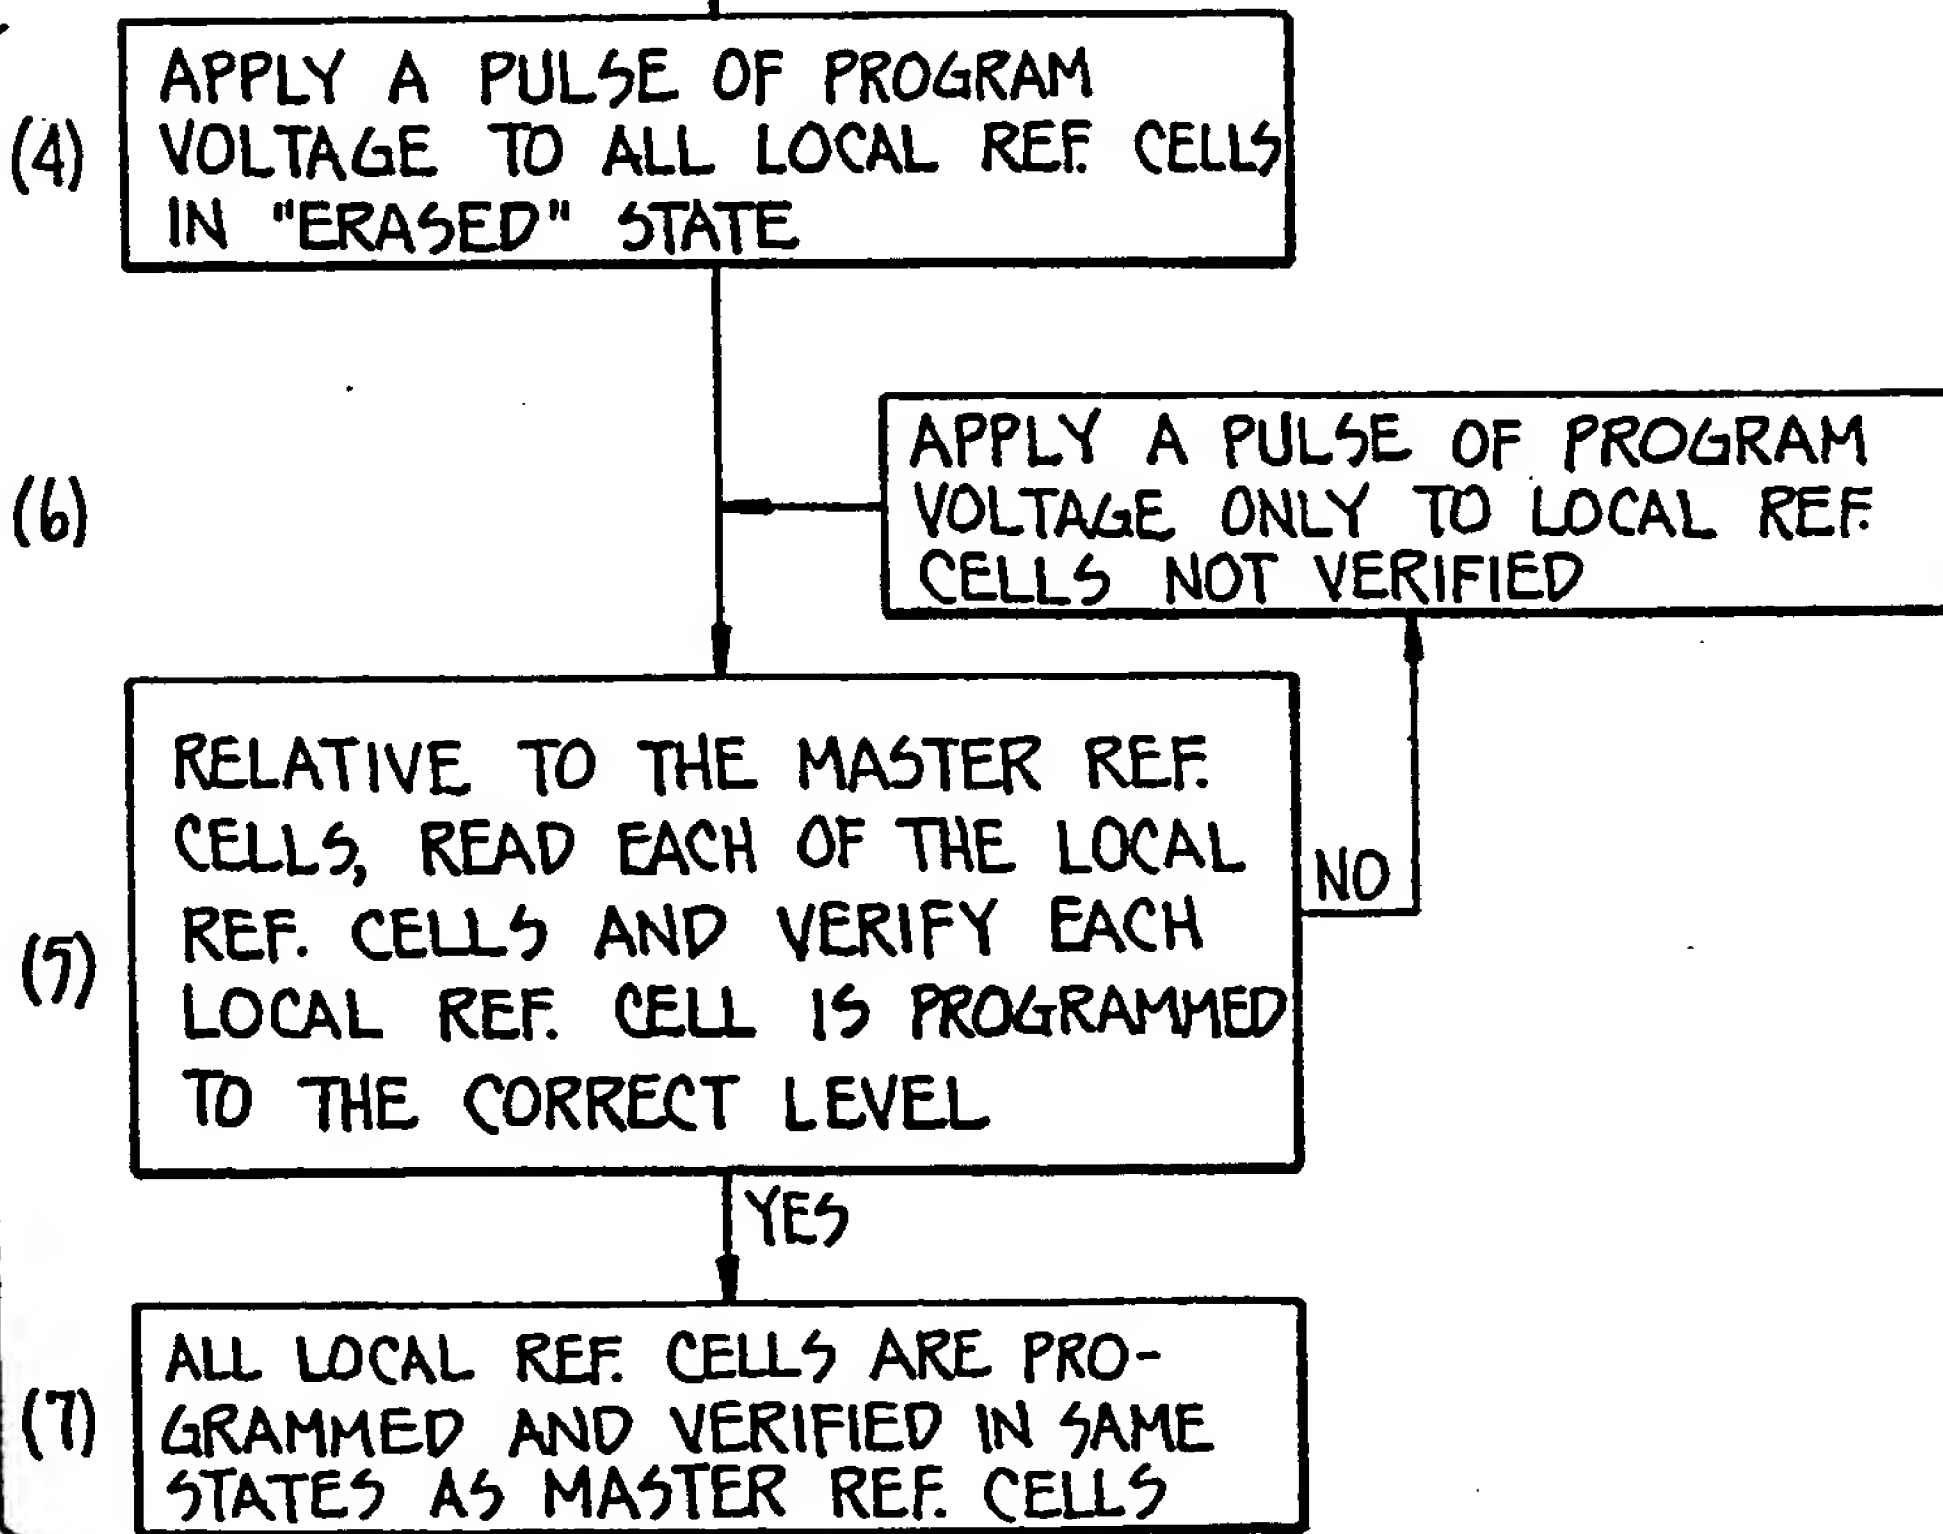 (4)
APPLY A PULSE OF PROGRAM
VOLTAGE TO ALL LOCAL REF. CELLS
IN "ERASED" STATE
(6)
APPLY A PULSE OF PROGRAM
VOLTAGE ONLY TO LOCAL REF.
CELLS NOT VERIFIED
(5)
RELATIVE TO THE MASTER REF.
CELLS, READ EACH OF THE LOCAL
REF. CELLS AND VERIFY EACH
LOCAL REF. CELL IS PROGRAMMED
TO THE CORRECT LEVEL
NO
YES
(7)
ALL LOCAL REF. CELLS ARE PRO-
GRAMMED AND VERIFIED IN SAME
STATES AS MASTER REF. CELLS